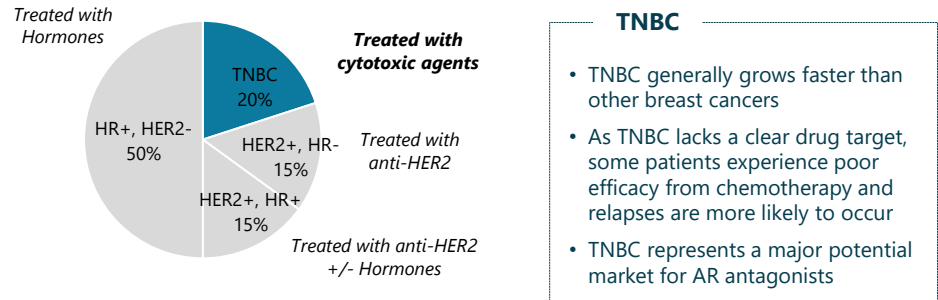 Treated with
Hormones
Treated with
cytotoxic agents
TNBC
20%
HR+, HER2-
50%
HER2+, HR-
15%
Treated with
anti-HER2
HER2+, HR+
15%
Treated with anti-HER2
+/- Hormones
TNBC
• TNBC generally grows faster than
other breast cancers
• As TNBC lacks a clear drug target,
some patients experience poor
efficacy from chemotherapy and
relapses are more likely to occur
• TNBC represents a major potential
market for AR antagonists